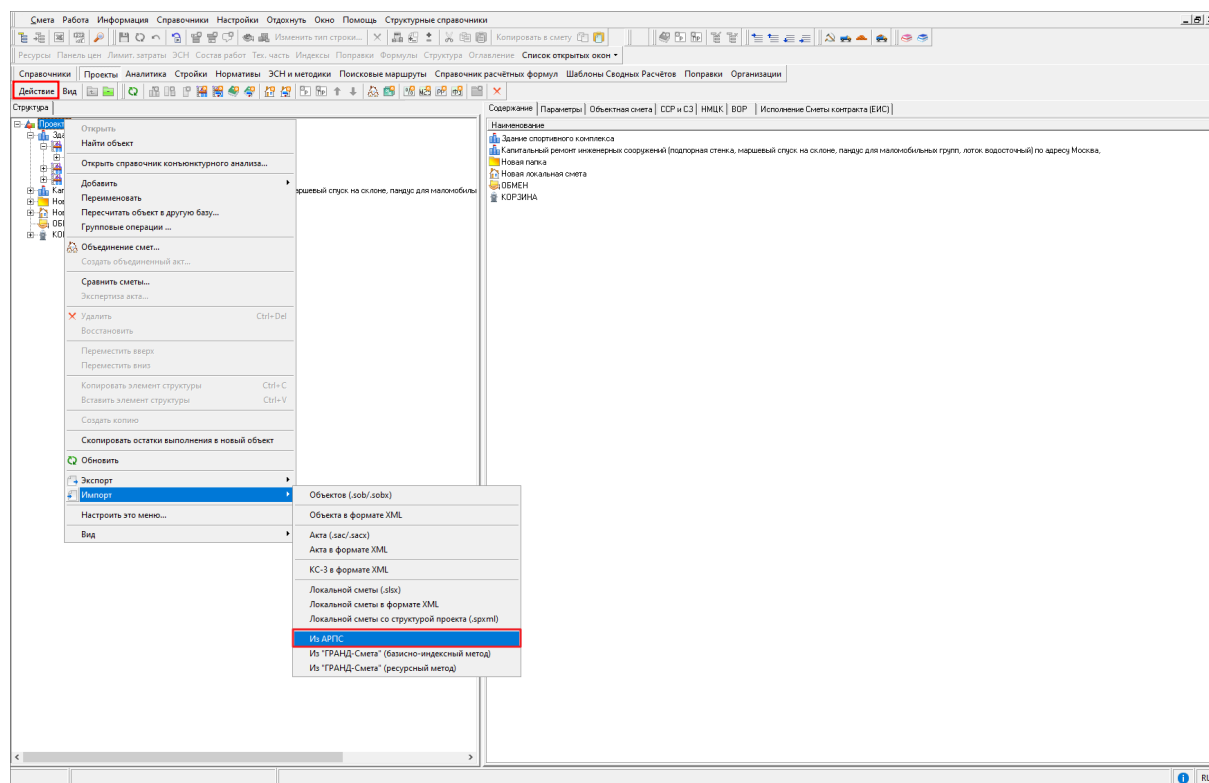 Смета Работа Информация Справочники Настройки Отдохнуть Окно Помощь Структурные справочники
Изменить тип строки... Копировать в смету
Ресурсы Панель цен Лимит. затраты ЭСН Состав работ Тех. часть Индексы Поправки Формулы Структура Оглавление Список открытых окон
Справочники Проекты Аналитика Стройки Нормативы ЭСН и методики Поисковые маршруты Справочник расчётных формул Шаблоны Сводных Расчётов Поправки Организации
Действие Вид
Структура
Содержание Параметры Объектная смета ССР и СЗ НМЦК ВОР Исполнение Сметы контракта (ЕИС)
Проект
Наименование
Здание спортивного комплекса
Капитальный ремонт инженерных сооружений (подпорная стенка, маршевый спуск на склоне, пандус для маломобильных групп, лоток водосточный) по адресу Москва,
Новая папка
Новая локальная смета
ОБМЕН
КОРЗИНА
Зда
Кап
аршевый спуск на склоне, пандус для маломобилы
Нов
Нов
ОБ
КО
Открыть
Найти объект
Открыть справочник конъюнктурного анализа...
Добавить
Переименовать
Пересчитать объект в другую базу...
Групповые операции ...
Объединение смет...
Создать объединенный акт...
Сравнить сметы...
Экспертиза акта...
Удалить Ctrl+Del
Восстановить
Переместить вверх
Переместить вниз
Копировать элемент структуры Ctrl+C
Вставить элемент структуры Ctrl+V
Создать копию
Скопировать остатки выполнения в новый объект
Обновить
Экспорт
Импорт
Настроить это меню...
Вид
Объектов (.sob/.sobx)
Объекта в формате XML
Акта (.sac/.sacx)
Акта в формате XML
КС-3 в формате XML
Локальной сметы (.slsx)
Локальной сметы в формате XML
Локальной сметы со структурой проекта (.spxml)
Из АРПС
Из "ГРАНД-Смета" (базисно-индексный метод)
Из "ГРАНД-Смета" (ресурсный метод)
RU